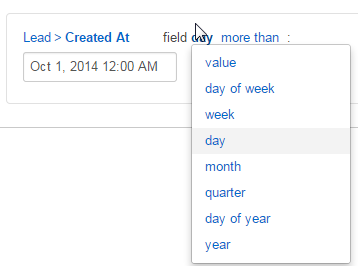 Lead > Created At field day more than :
Oct 1, 2014 12:00 AM
value
day of week
week
day
month
quarter
day of year
year